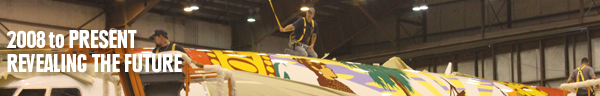 2008 to PRESENT
REVEALING THE FUTURE